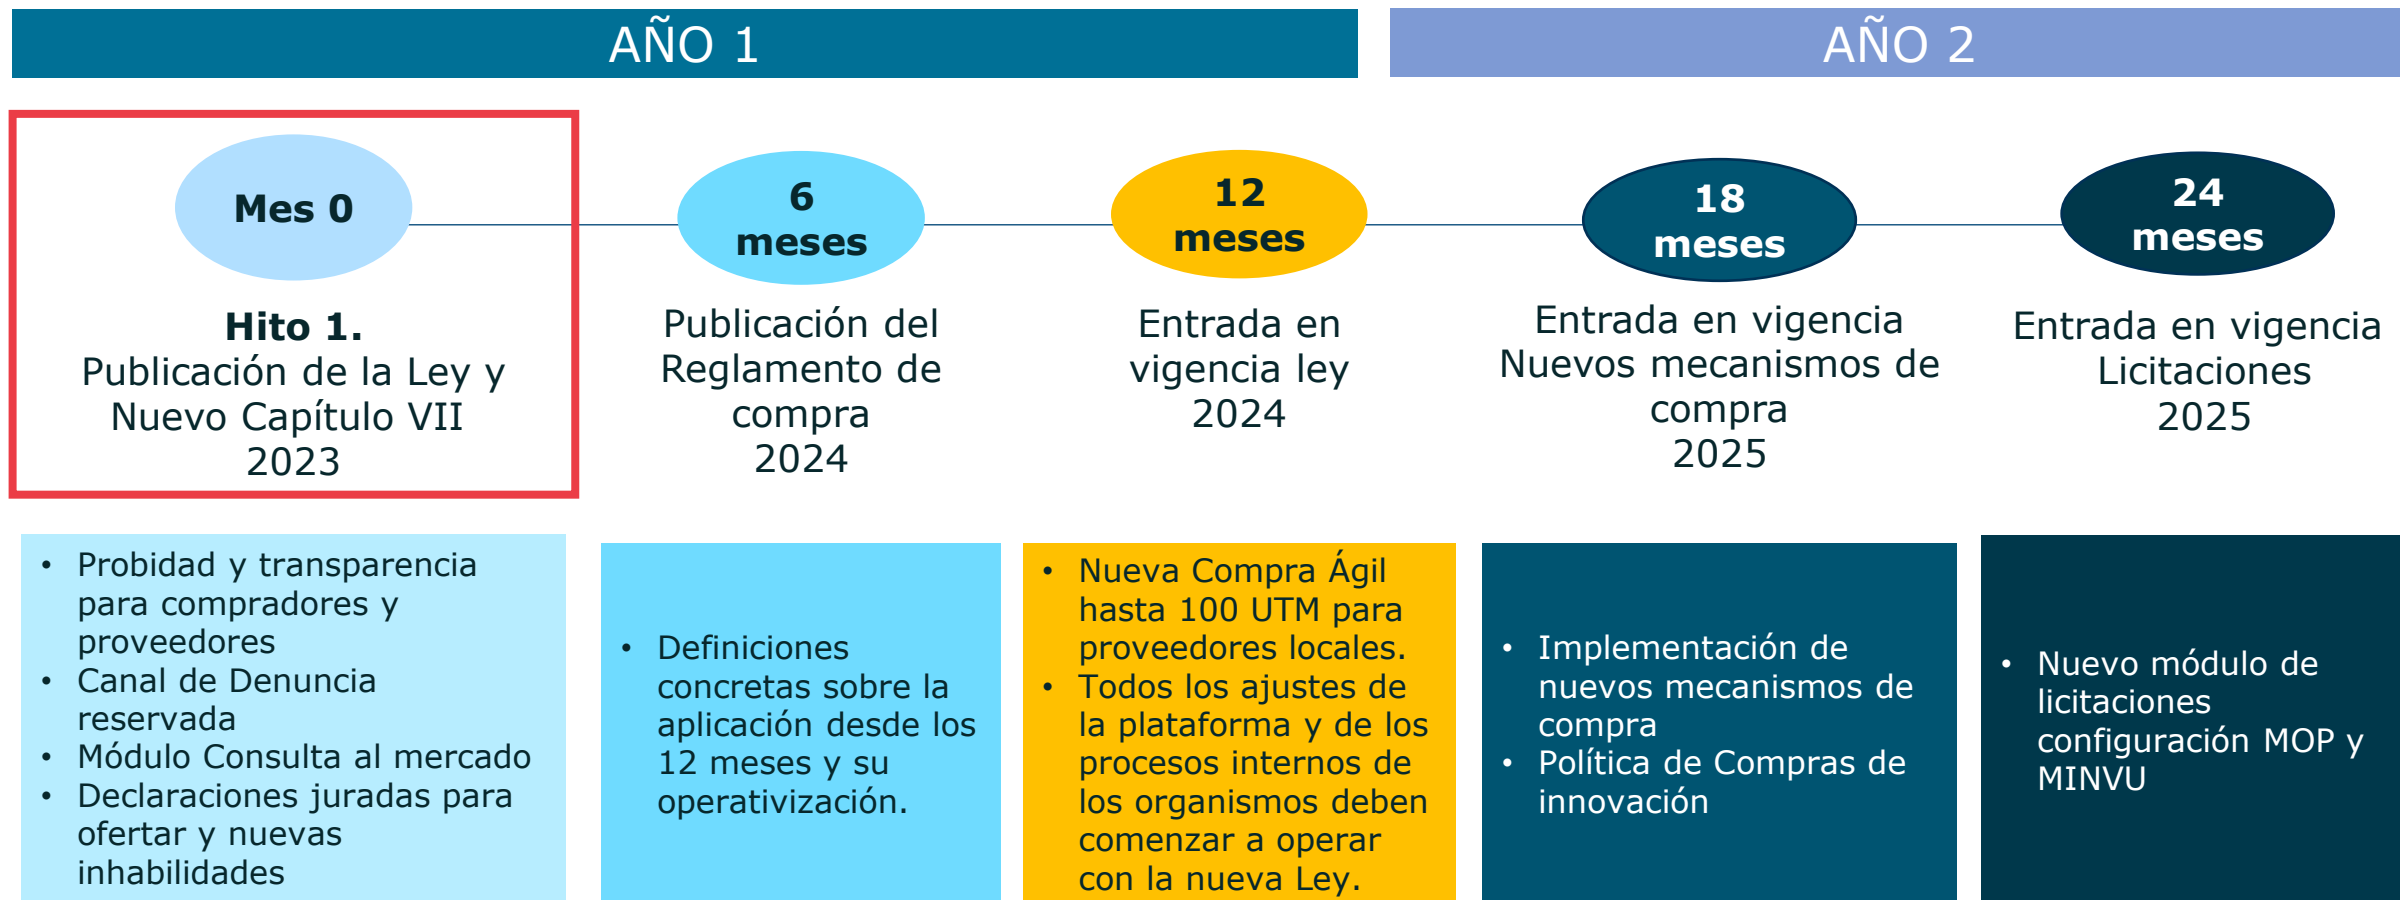 AÑO 1
AÑO 2
Mes 0
Hito 1.
Publicación de la Ley y
Nuevo Capítulo VII
2023
6
meses
Publicación del
Reglamento de
compra
2024
12
meses
Entrada en
vigencia ley
2024
18
meses
Entrada en vigencia
Nuevos mecanismos de
compra
2025
24
meses
Entrada en vigencia
Licitaciones
2025
• Probidad y transparencia
para compradores y
proveedores
• Canal de Denuncia
reservada
• Módulo Consulta al mercado
• Declaraciones juradas para
ofertar y nuevas
inhabilidades
• Definiciones
concretas sobre la
aplicación desde los
12 meses y su
operativización.
• Nueva Compra Ágil
hasta 100 UTM para
proveedores locales.
• Todos los ajustes de
la plataforma y de los
procesos internos de
los organismos deben
comenzar a operar
con la nueva Ley.
• Implementación de
nuevos mecanismos de
compra
• Política de Compras de
innovación
• Nuevo módulo de
licitaciones
configuración MOP y
MINVU